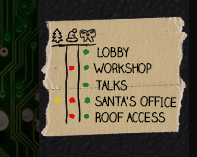 LOBBY
WORKSHOP
TALKS
SANTA'S OFFICE
ROOF ACCESS